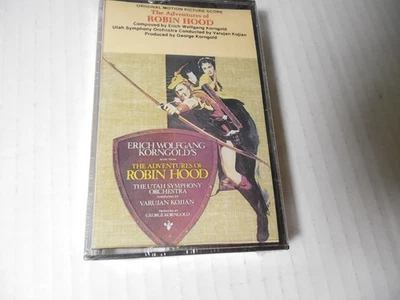 ORIGINAL MOTION PICTURE SCORE
The Adventures of
ROBIN HOOD
Composed by Erich Wolfgang Korngold
Utah Symphony Orchestra Conducted by Varujan Kojian
Produced by George Korngold
ERICH WOLFGANG
KORNGOLD'S
THE ADVENTURES OF
ROBIN HOOD
THE UTAH SYMPHONY
ORCHESTRA
VARUJAN KOJIAN
PRODUCED BY
GEORGE KORNGOLD